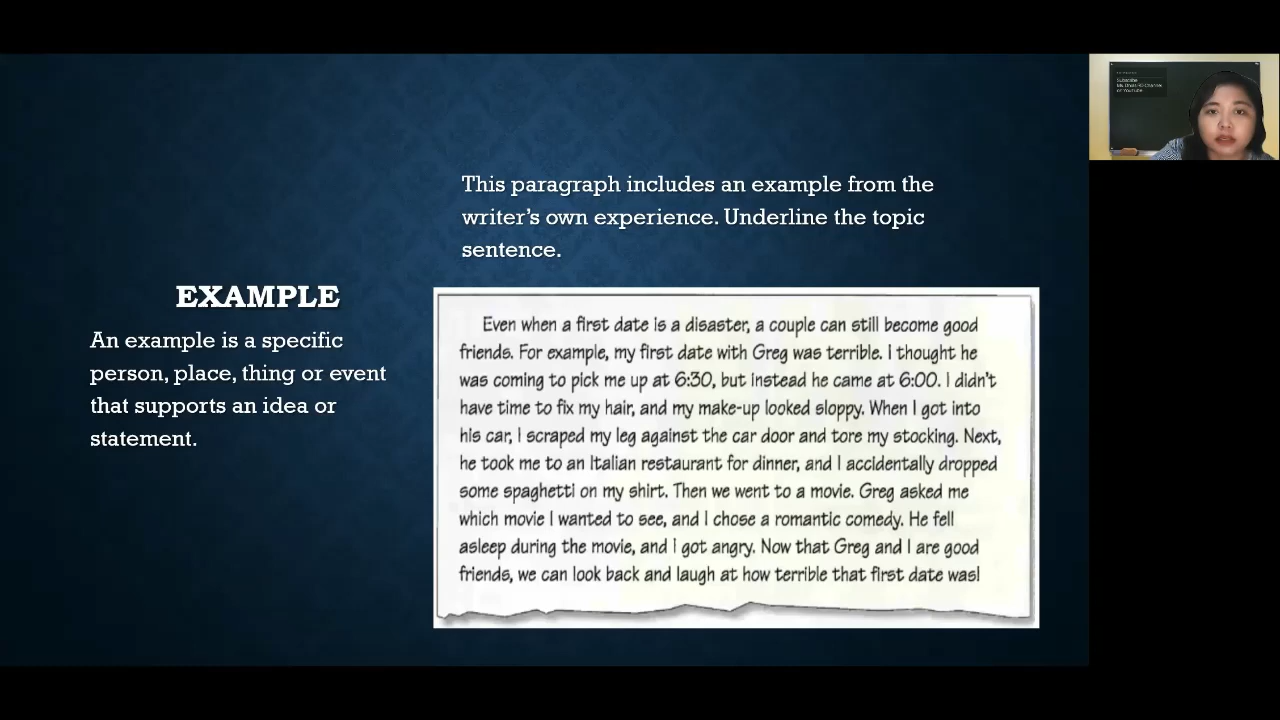 This paragraph includes an example from the
writer's own experience. Underline the topic
sentence.
EXAMPLE
An example is a specific
person, place, thing or event
that supports an idea or
statement.
Even when a first date is a disaster, a couple can still become good
friends. For example, my first date with Greg was terrible. I thought he
was coming to pick me up at 6:30, but instead he came at 6:00. I didn't
have time to fix my hair, and my make-up looked sloppy. When I got into
his car, I scraped my leg against the car door and tore my stocking. Next,
he took me to an Italian restaurant for dinner, and I accidentally dropped
some spaghetti on my shirt. Then we went to a movie. Greg asked me
which movie I wanted to see, and I chose a romantic comedy. He fell
asleep during the movie, and I got angry. Now that Greg and I are good
friends, we can look back and laugh at how terrible that first date was!
Subscribe
on YouTube